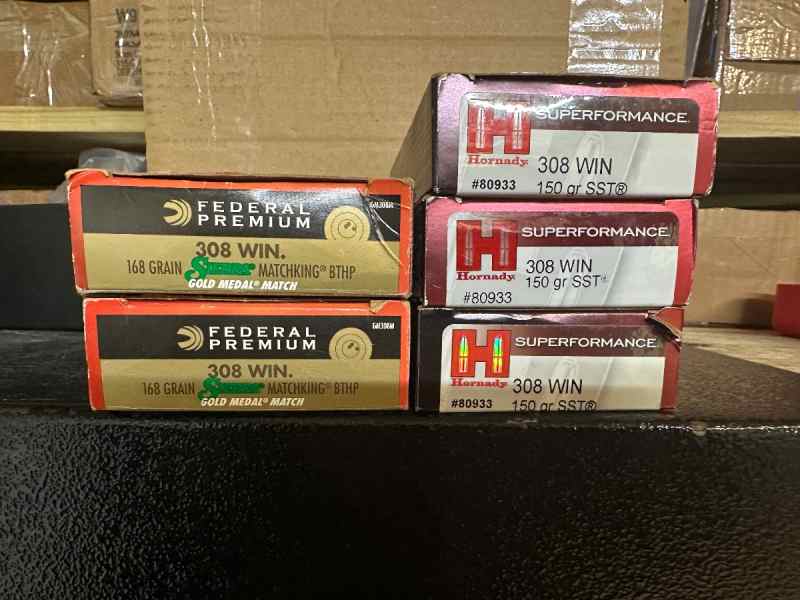 FEDERAL
PREMIUM
GM308M
308 WIN.
168 GRAIN SIERRA MATCHKING® BTHP
GOLD MEDAL® MATCH
FEDERAL
PREMIUM
GM308M
308 WIN.
168 GRAIN SIERRA MATCHKING® BTHP
GOLD MEDAL® MATCH
H SUPERFORMANCE
Hornady
308 WIN
#80933 150 gr SST®
H SUPERFORMANCE
Hornady
308 WIN
150 gr SST®
#80933
H SUPERFORMANCE
Hornady
308 WIN
#80933 150 gr SST®